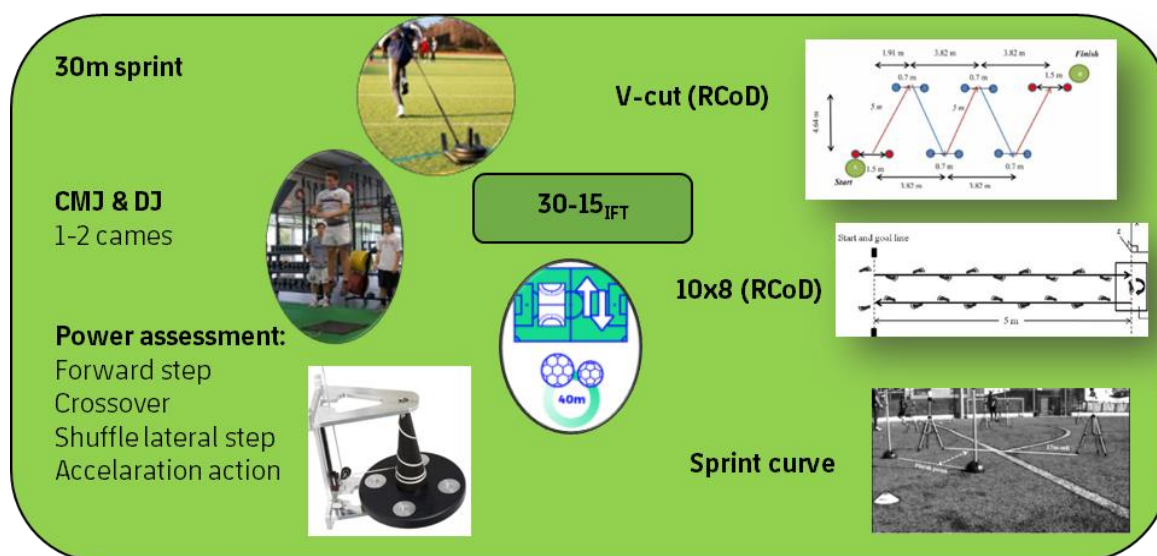 30m sprint
CMJ & DJ
1-2 cames
Power assessment:
Forward step
Crossover
Shuffle lateral step
Accelaration action
30-15IFT
40m
V-cut (RCoD)
1.91 m
3.82 m
3.82 m
Finish
0.7 m
0.7 m
1.5 m
5 m
5 m
4.64 m
1.5 m
0.7 m
0.7 m
Start
3.82 m
3.82 m
10x8 (RCoD)
Start and goal line
5 m
Sprint curve